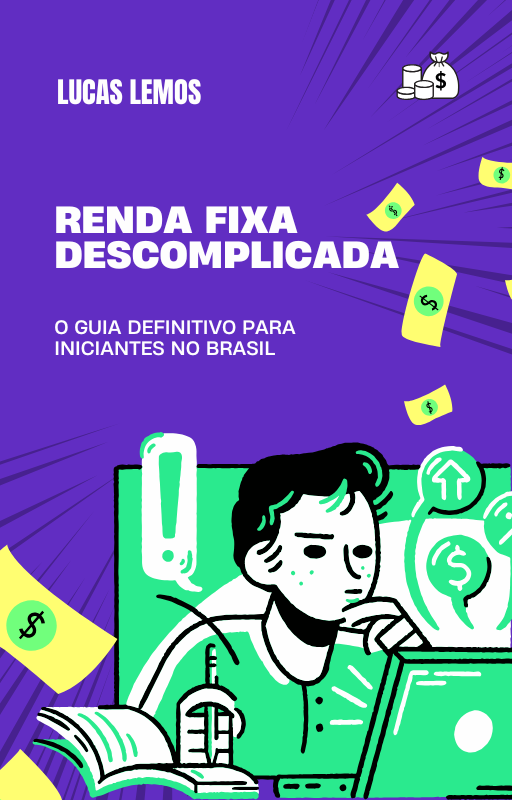 LUCAS LEMOS
$
RENDA FIXA
DESCOMPLICADA
$
$
$
O GUIA DEFINITIVO PARA
INICIANTES NO BRASIL
$
!
$
%
$